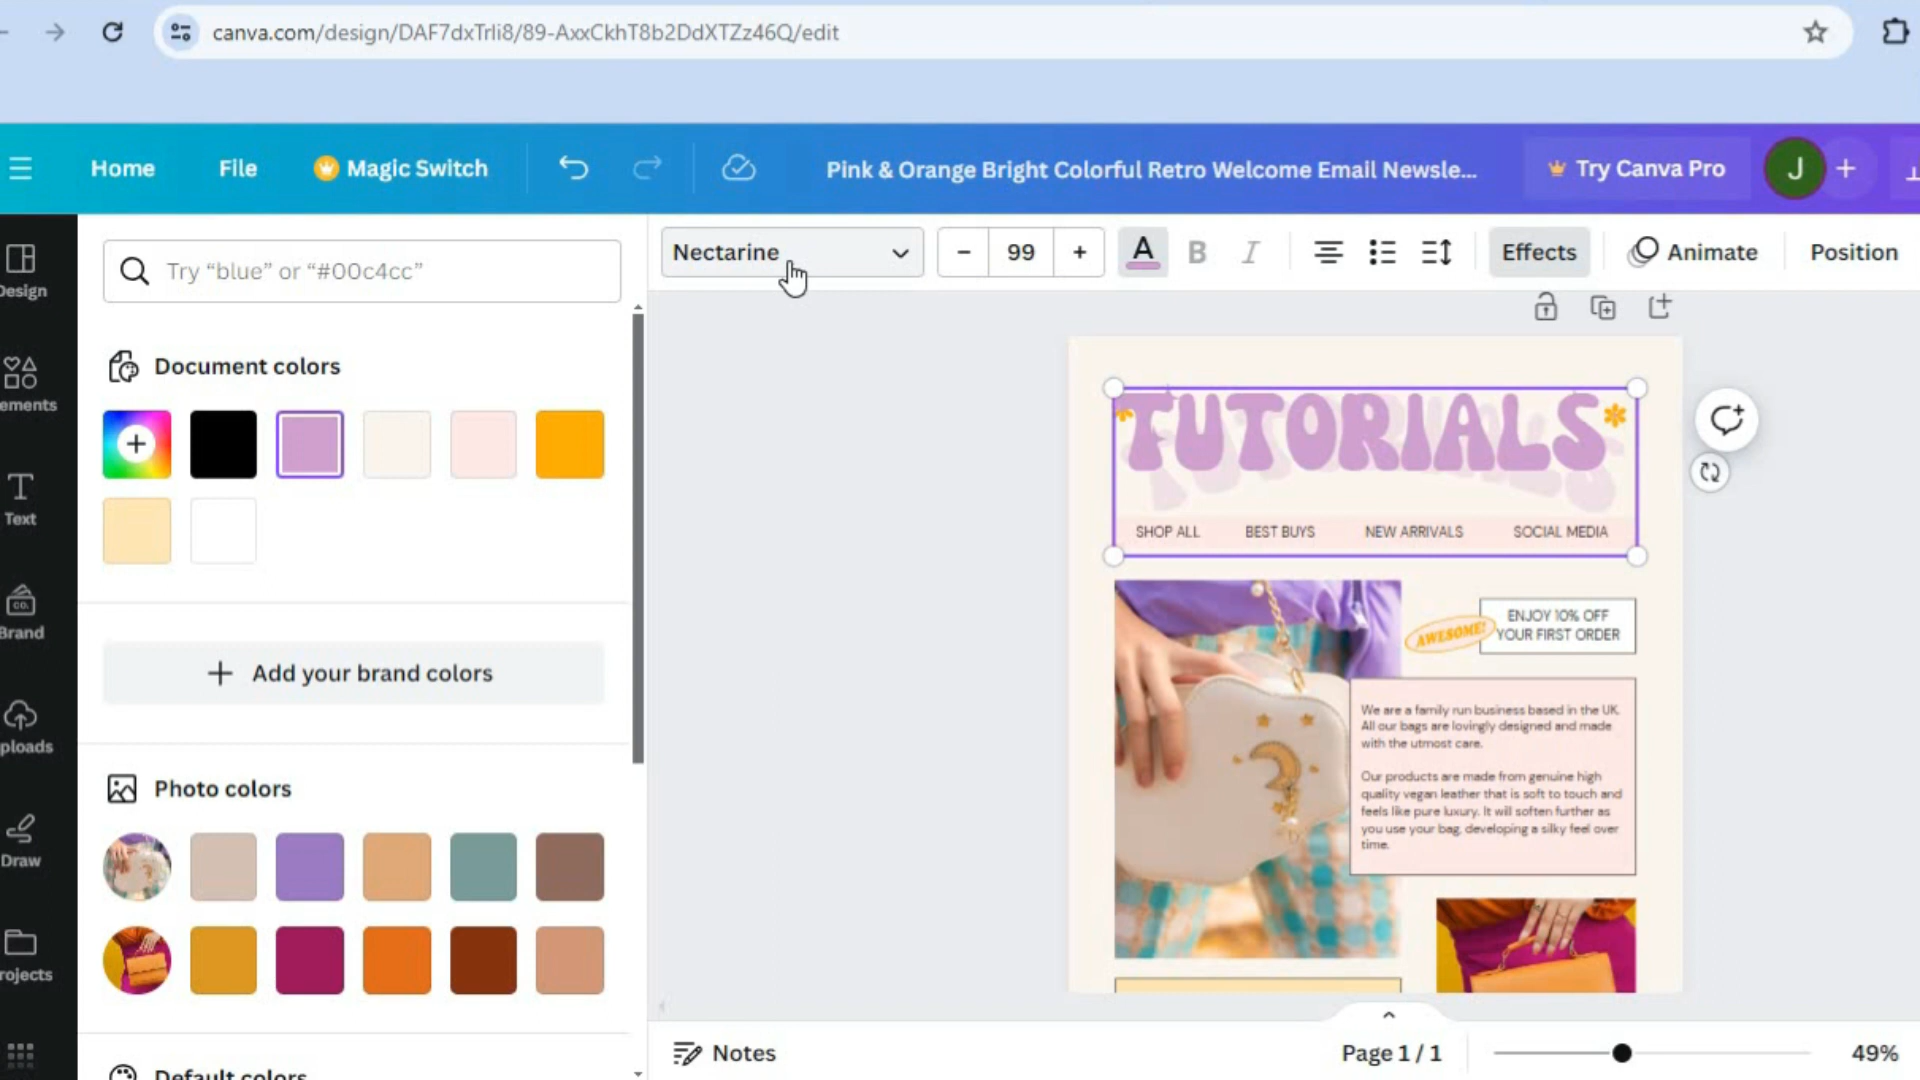 canva.com/design/DAF7dxTrli8/89-AxxCkhT8b2DdXTZz46Q/edit
Home File Magic Switch Pink & Orange Bright Colorful Retro Welcome Email Newsle... Try Canva Pro J
Nectarine 99 A B I Effects Animate Position
Try “blue” or “#00c4cc”
Design
ements
Text
CO.
Brand
ploads
Draw
rojects
Document colors
Add your brand colors
Photo colors
Default colors
TUTORIALS
SHOP ALL BEST BUYS NEW ARRIVALS SOCIAL MEDIA
AWESOME!
ENJOY 10% OFF
YOUR FIRST ORDER
We are a family run business based in the UK.
All our bags are lovingly designed and made
with the utmost care.
Our products are made from genuine high
quality vegan leather that is soft to touch and
feels like pure luxury. It will soften further as
you use your bag, developing a silky feel over
time.
Notes Page 1 / 1 49%